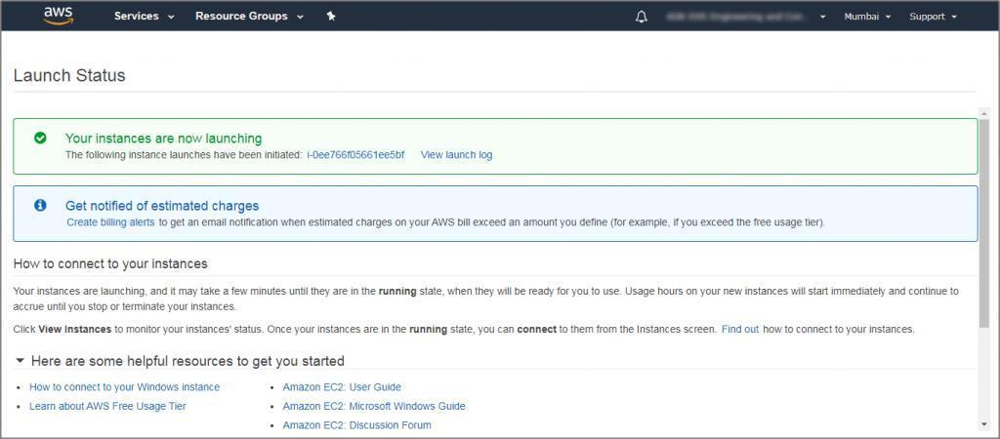 aws Services Resource Groups Mumbai Support
Launch Status
Your instances are now launching
The following instance launches have been initiated: i-0ee766f05661ee5bf View launch log
Get notified of estimated charges
Create billing alerts to get an email notification when estimated charges on your AWS bill exceed an amount you define (for example, if you exceed the free usage tier).
How to connect to your instances
Your instances are launching, and it may take a few minutes until they are in the running state, when they will be ready for you to use. Usage hours on your new instances will start immediately and continue to
accrue until you stop or terminate your instances.
Click View Instances to monitor your instances' status. Once your instances are in the running state, you can connect to them from the Instances screen. Find out how to connect to your instances.
Here are some helpful resources to get you started
How to connect to your Windows instance Amazon EC2: User Guide
Learn about AWS Free Usage Tier Amazon EC2: Microsoft Windows Guide
Amazon EC2: Discussion Forum